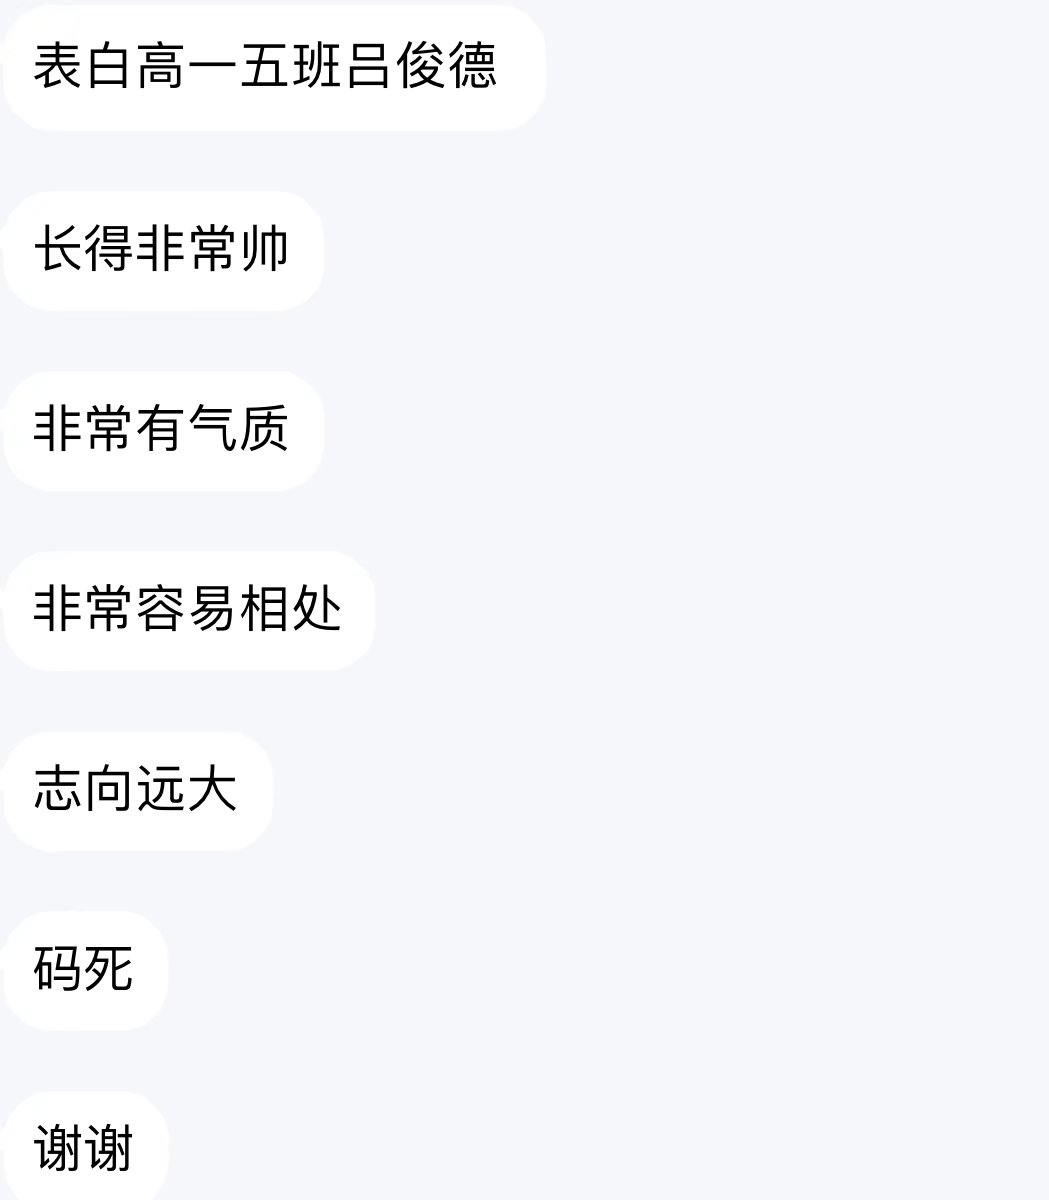 表白高一五班吕俊德
长得非常帅
非常有气质
非常容易相处
志向远大
码死
谢谢